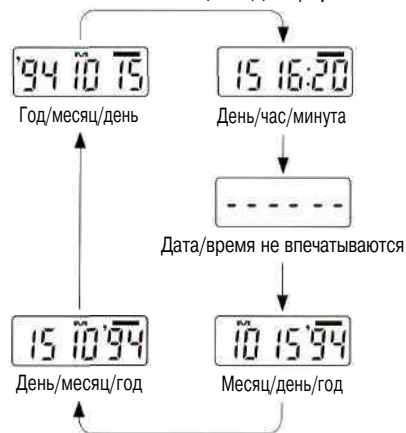 '94 M 10 15
Год/месяц/день
15 16:20
День/час/минута
- - - - - -
Дата/время не впечатываются
15 M 10 '94
День/месяц/год
M 10 15 '94
Месяц/день/год